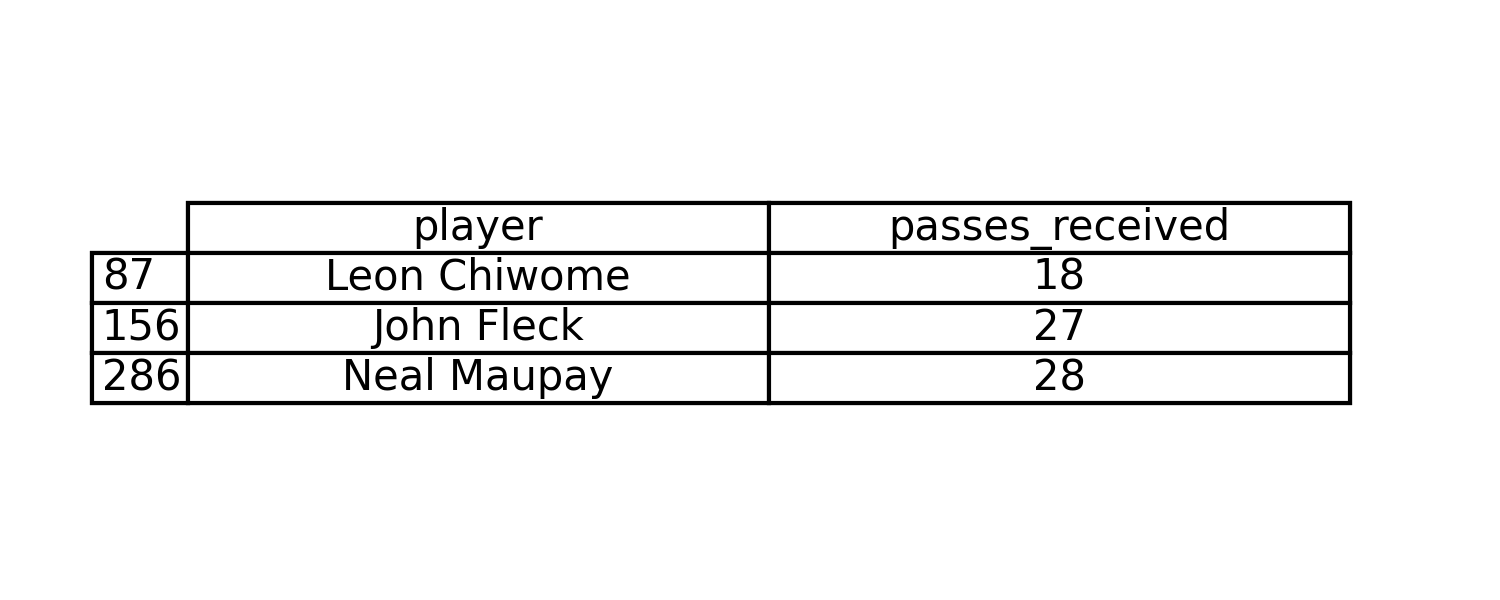 player passes_received
87 Leon Chiwome 18
156 John Fleck 27
286 Neal Maupay 28